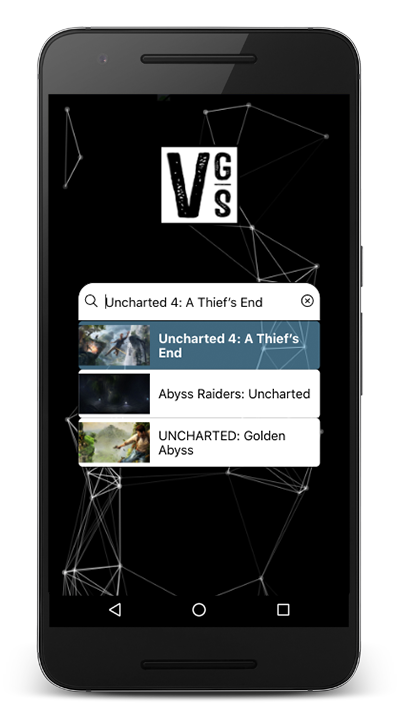 V
G
S
Uncharted 4: A Thief's End
Uncharted 4: A Thief's
End
Abyss Raiders: Uncharted
UNCHARTED: Golden
Abyss